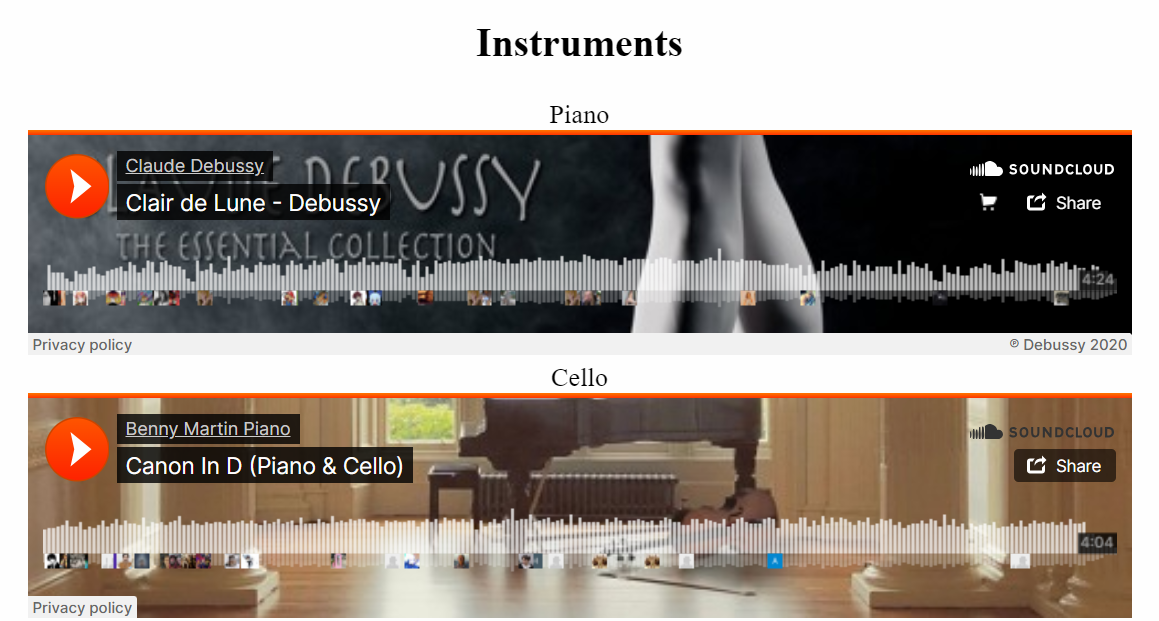 Instruments
Piano
Claude Debussy
SOUNDCLOUD
Clair de Lune - Debussy
Share
DEBUSSY
THE ESSENTIAL COLLECTION
4:24
Privacy policy
℗ Debussy 2020
Cello
Benny Martin Piano
SOUNDCLOUD
Canon In D (Piano & Cello)
Share
4:04
A
Privacy policy